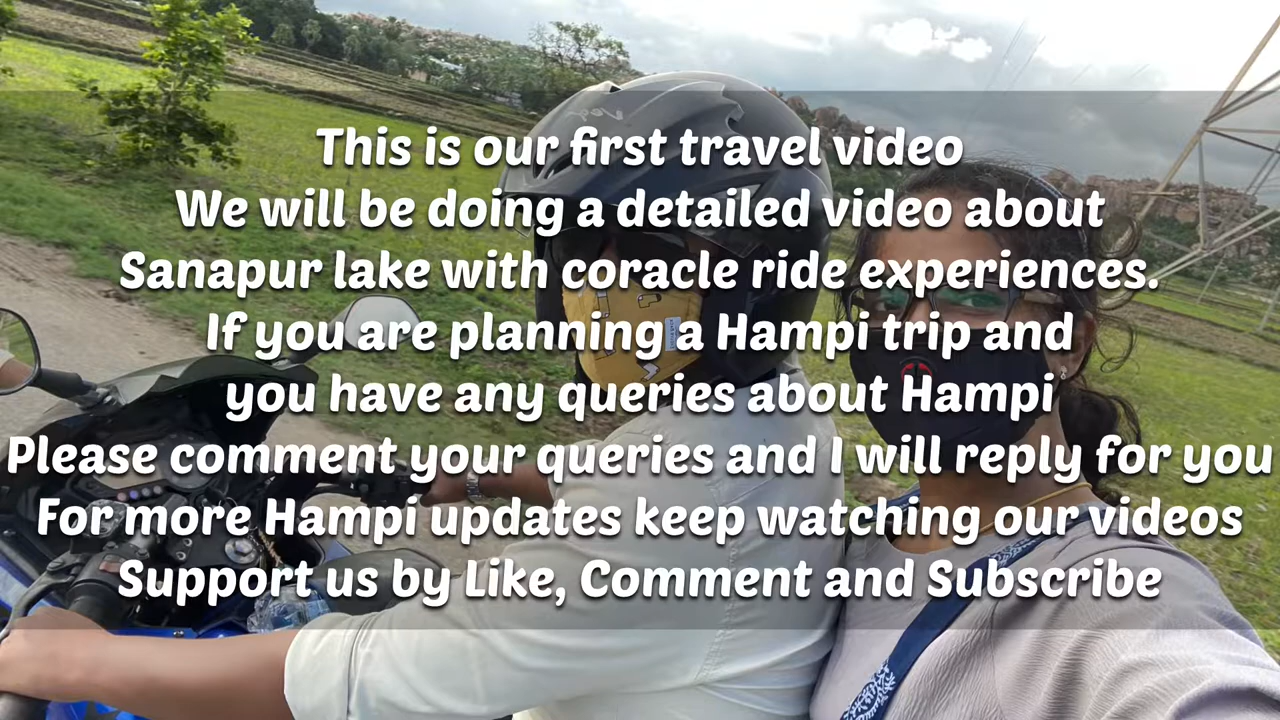 This is our first travel video
We will be doing a detailed video about
Sanapur lake with coracle ride experiences.
If you are planning a Hampi trip and
you have any queries about Hampi
Please comment your queries and I will reply for you
For more Hampi updates keep watching our videos
Support us by Like, Comment and Subscribe